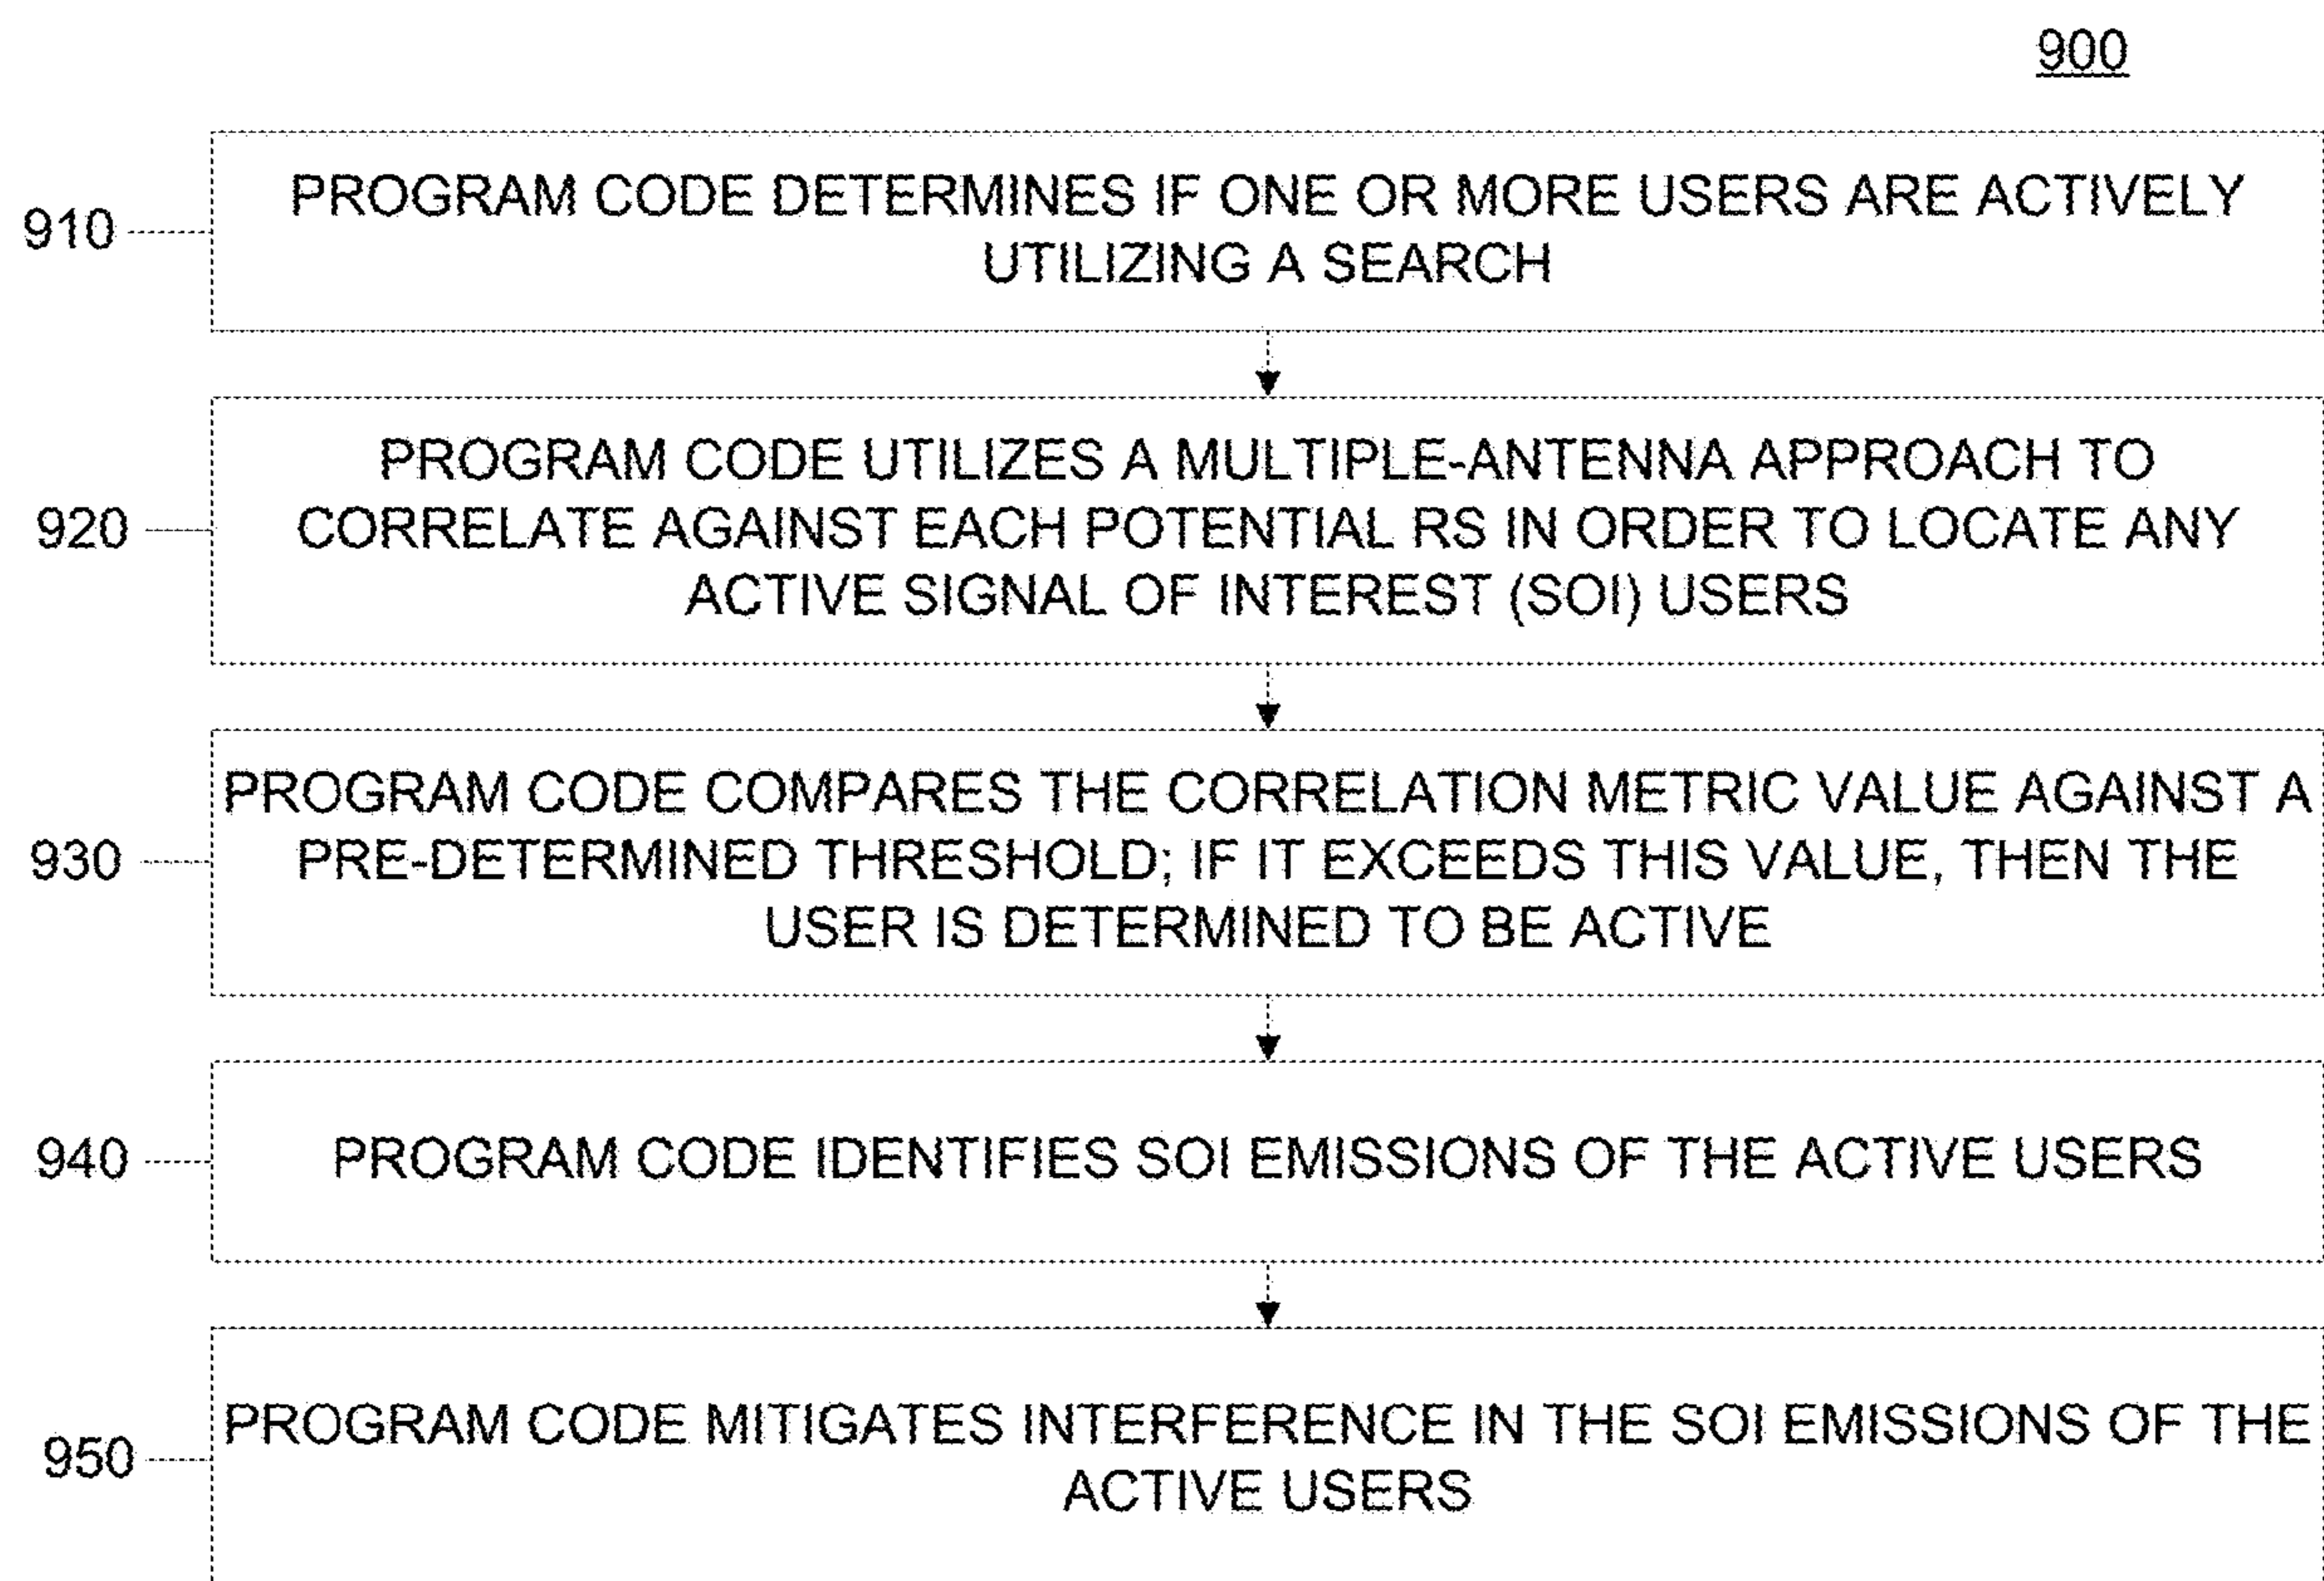 900
910
PROGRAM CODE DETERMINES IF ONE OR MORE USERS ARE ACTIVELY
UTILIZING A SEARCH
920
PROGRAM CODE UTILIZES A MULTIPLE-ANTENNA APPROACH TO
CORRELATE AGAINST EACH POTENTIAL RS IN ORDER TO LOCATE ANY
ACTIVE SIGNAL OF INTEREST (SOI) USERS
930
PROGRAM CODE COMPARES THE CORRELATION METRIC VALUE AGAINST A
PRE-DETERMINED THRESHOLD; IF IT EXCEEDS THIS VALUE, THEN THE
USER IS DETERMINED TO BE ACTIVE
940
PROGRAM CODE IDENTIFIES SOI EMISSIONS OF THE ACTIVE USERS
950
PROGRAM CODE MITIGATES INTERFERENCE IN THE SOI EMISSIONS OF THE
ACTIVE USERS